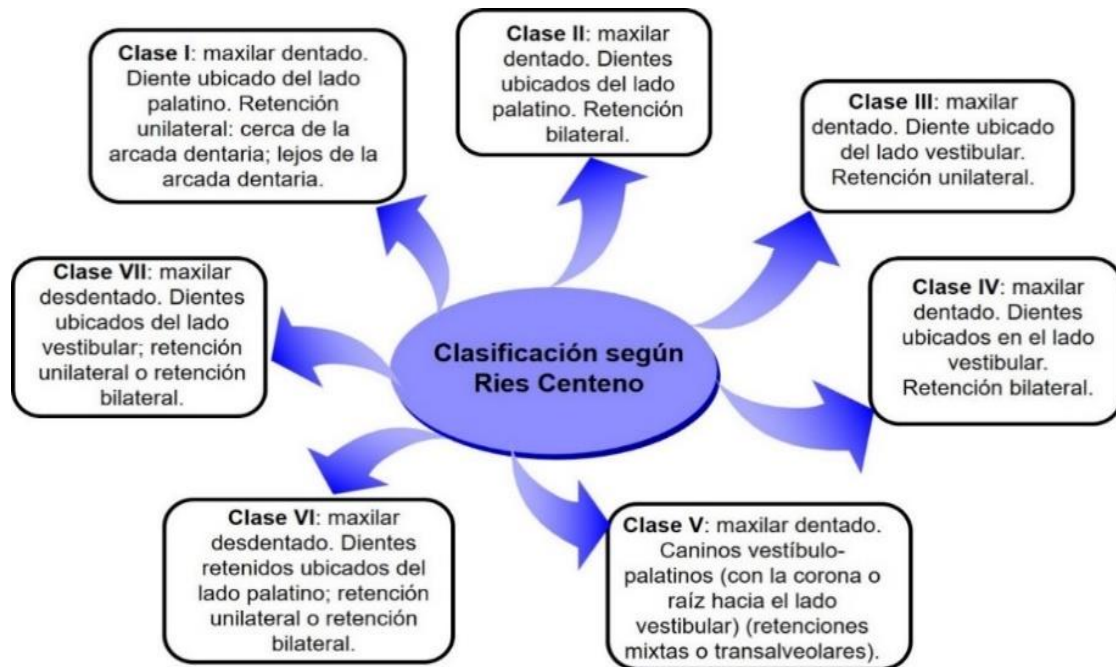 Clase I: maxilar dentado.
Diente ubicado del lado
palatino. Retención
unilateral: cerca de la
arcada dentaria; lejos de la
arcada dentaria.
Clase II: maxilar
dentado. Dientes
ubicados del lado
palatino. Retención
bilateral.
Clase III: maxilar
dentado. Diente ubicado
del lado vestibular.
Retención unilateral.
Clase IV: maxilar
dentado. Dientes
ubicados en el lado
vestibular.
Retención bilateral.
Clase V: maxilar dentado.
Caninos vestíbulo-
palatinos (con la corona o
raíz hacia el lado
vestibular) (retenciones
mixtas o transalveolares).
Clase VI: maxilar
desdentado. Dientes
retenidos ubicados del
lado palatino; retención
unilateral o retención
bilateral.
Clase VII: maxilar
desdentado. Dientes
ubicados del lado
vestibular; retención
unilateral o retención
bilateral.
Clasificación según
Ries Centeno